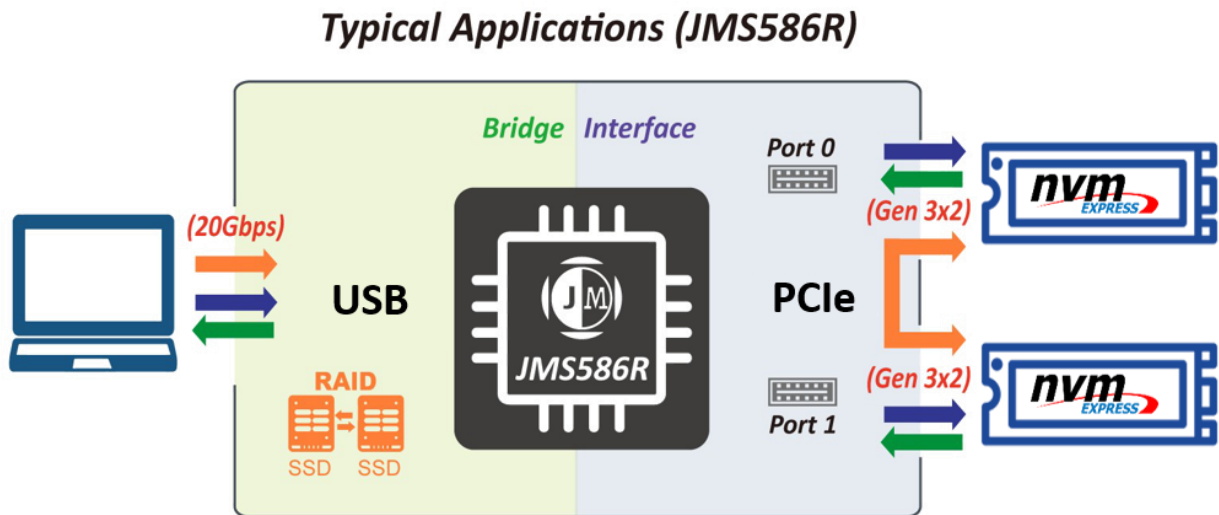 Typical Applications (JMS586R)
Bridge Interface
Port 0
(20Gbps)
(Gen 3x2)
nvm
EXPRESS
USB
PCIe
JM
JMS586R
RAID
SSD SSD
(Gen 3x2)
Port 1
nvm
EXPRESS